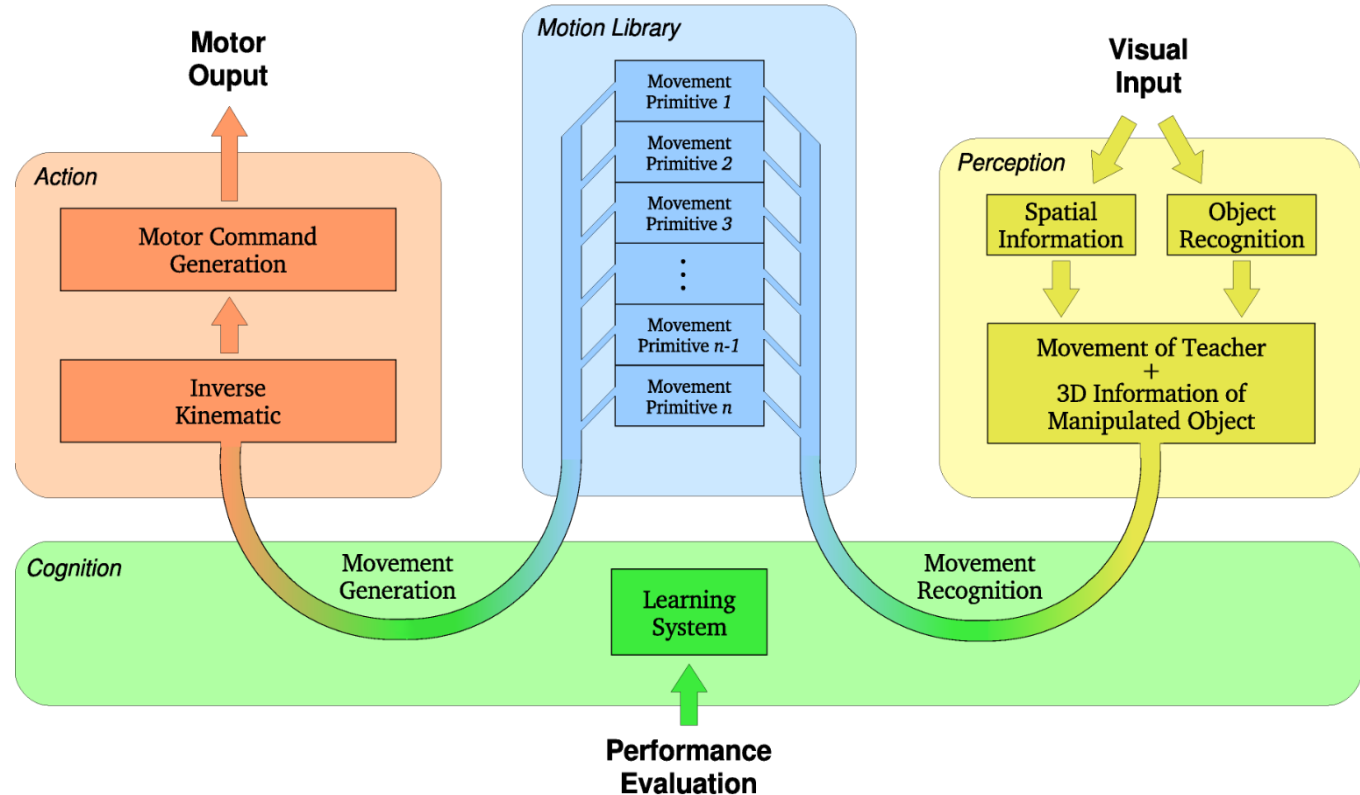 Motor
Ouput
Action
Motor Command
Generation
Inverse
Kinematic
Motion Library
Movement
Primitive 1
Movement
Primitive 2
Movement
Primitive 3
⋮
Movement
Primitive n-1
Movement
Primitive n
Visual
Input
Perception
Spatial
Information
Object
Recognition
Movement of Teacher
+
3D Information of
Manipulated Object
Cognition
Movement
Generation
Learning
System
Movement
Recognition
Performance
Evaluation